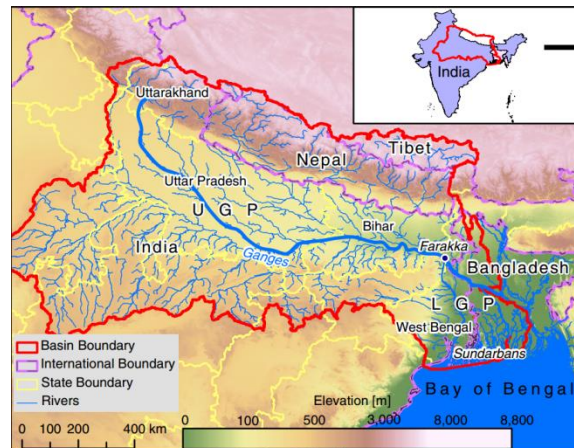 India
Uttarakhand
Tibet
Nepal
Uttar Pradesh
U G P
Bihar
Farakka
India
Ganges
Bangladesh
L G P
West Bengal
Sundarbans
Bay of Bengal
Basin Boundary
International Boundary
State Boundary
Rivers
0 100 200 400 km
Elevation [m]
0 100 500 3,000 8,000 8,800